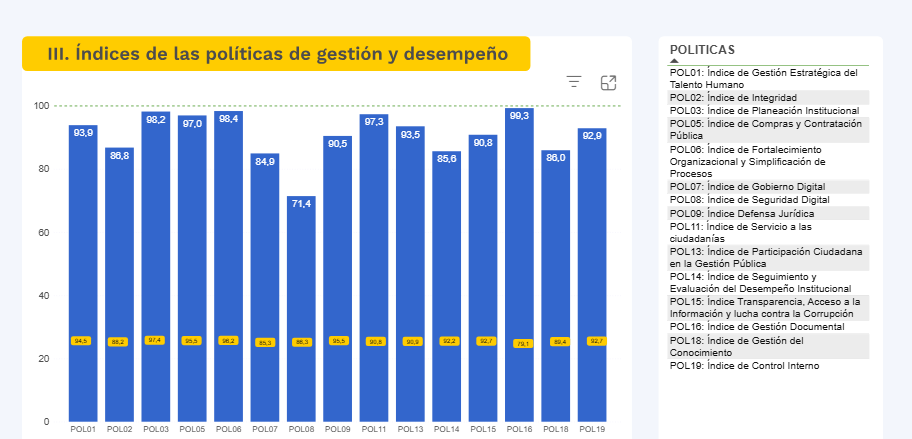 III. Índices de las políticas de gestión y desempeño
POLITICAS
POL01: Índice de Gestión Estratégica del
Talento Humano
POL02: Índice de Integridad
POL03: Índice de Planeación Institucional
POL05: Índice de Compras y Contratación
Pública
POL06: Índice de Fortalecimiento
Organizacional y Simplificación de
Procesos
POL07: Índice de Gobierno Digital
POL08: Índice de Seguridad Digital
POL09: Índice Defensa Jurídica
POL11: Índice de Servicio a las
ciudadanías
POL13: Índice de Participación Ciudadana
en la Gestión Pública
POL14: Índice de Seguimiento y
Evaluación del Desempeño Institucional
POL15: Índice Transparencia, Acceso a la
Información y lucha contra la Corrupción
POL16: Índice de Gestión Documental
POL18: Índice de Gestión del
Conocimiento
POL19: Índice de Control Interno
100
80
60
40
20
0
93,9 86,8 98,2 97,0 98,4 84,9 71,4 90,5 97,3 93,5 85,6 90,8 99,3 86,0 92,9
94,5 88,2 97,4 95,5 96,2 85,3 86,3 95,5 90,8 90,9 92,2 92,7 79,1 89,4 92,7
POL01 POL02 POL03 POL05 POL06 POL07 POL08 POL09 POL11 POL13 POL14 POL15 POL16 POL18 POL19